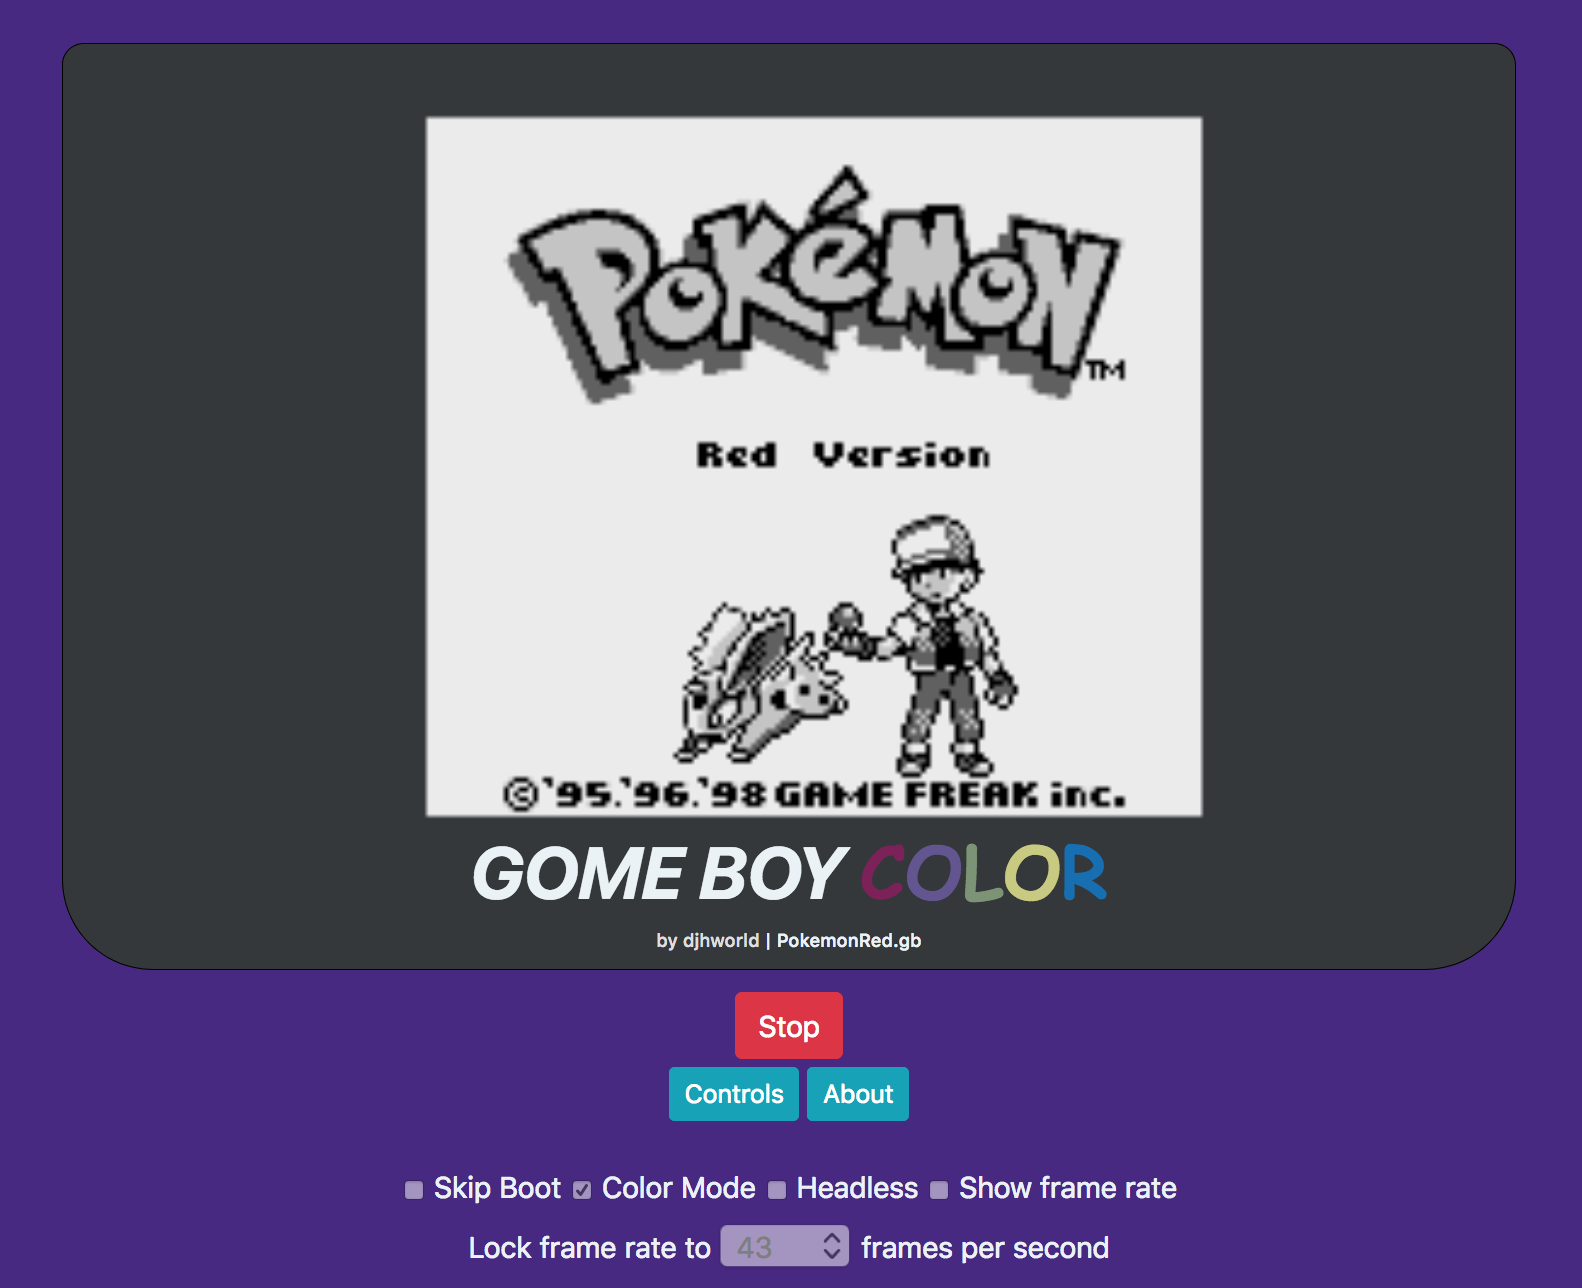 POKéMON
TM
Red Version
©'95.'96.'98 GAME FREAK inc.
GOME BOY COLOR
by djhworld | PokemonRed.gb
Stop
Controls About
Skip Boot Color Mode Headless Show frame rate
Lock frame rate to 43 frames per second